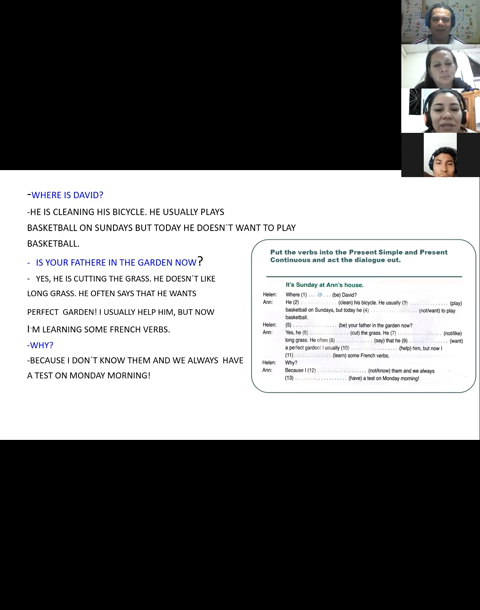 -WHERE IS DAVID?
-HE IS CLEANING HIS BICYCLE. HE USUALLY PLAYS
BASKETBALL ON SUNDAYS BUT TODAY HE DOESN´T WANT TO PLAY
BASKETBALL.
- IS YOUR FATHERE IN THE GARDEN NOW?
- YES, HE IS CUTTING THE GRASS. HE DOESN´T LIKE
LONG GRASS. HE OFTEN SAYS THAT HE WANTS
PERFECT GARDEN! I USUALLY HELP HIM, BUT NOW
I´M LEARNING SOME FRENCH VERBS.
-WHY?
-BECAUSE I DON´T KNOW THEM AND WE ALWAYS HAVE
A TEST ON MONDAY MORNING!
Put the verbs into the Present Simple and Present
Continuous and act the dialogue out.
It's Sunday at Ann's house.
Helen: Where (1) .... is .. (be) David?
Ann: He (2) .................. (clean) his bicycle. He usually (3) .................. (play)
basketball on Sundays, but today he (4) .................. (not/want) to play
basketball.
Helen: (5) .................. (be) your father in the garden now?
Ann: Yes, he (6) .................. (cut) the grass. He (7) .................. (not/like)
long grass. He often (8) .................. (say) that he (9) .................. (want)
a perfect garden! I usually (10) .................. (help) him, but now I
(11) .................. (learn) some French verbs.
Helen: Why?
Ann: Because I (12) .................. (not/know) them and we always
(13) .................. (have) a test on Monday morning!